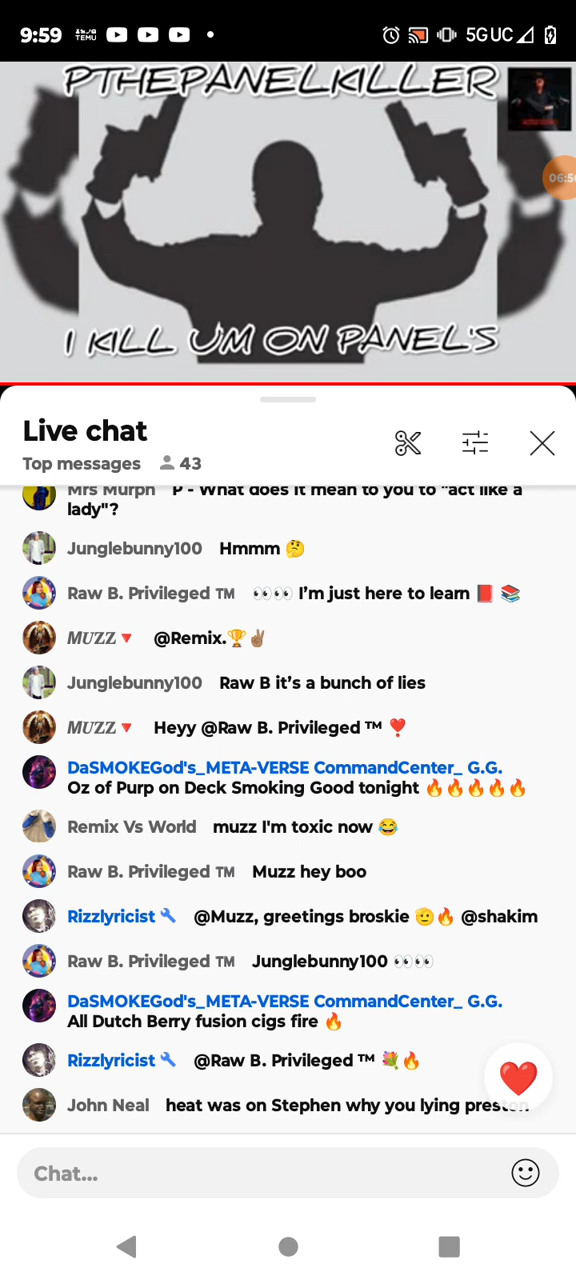 9:59 TEMU 5G UC
PTHEPANELKILLER
06:50
I KILL UM ON PANEL'S
Live chat
Top messages 43
Mrs Murph P - What does it mean to you to "act like a
lady"?
Junglebunny100 Hmmm 🤔
Raw B. Privileged ™ 👀👀 I’m just here to learn 📕 📚
MUZZ🔻 @Remix.🏆✌🏽
Junglebunny100 Raw B it’s a bunch of lies
MUZZ🔻 Heyy @Raw B. Privileged ™ ❣️
DaSMOKEGod's_META-VERSE CommandCenter_ G.G.
Oz of Purp on Deck Smoking Good tonight 🔥🔥🔥🔥🔥
Remix Vs World muzz I'm toxic now 😂
Raw B. Privileged ™ Muzz hey boo
Rizzlyricist @Muzz, greetings broskie 🫡🔥 @shakim
Raw B. Privileged ™ Junglebunny100 👀👀
DaSMOKEGod's_META-VERSE CommandCenter_ G.G.
All Dutch Berry fusion cigs fire 🔥
Rizzlyricist @Raw B. Privileged ™ 💐🔥
John Neal heat was on Stephen why you lying preston
Chat...